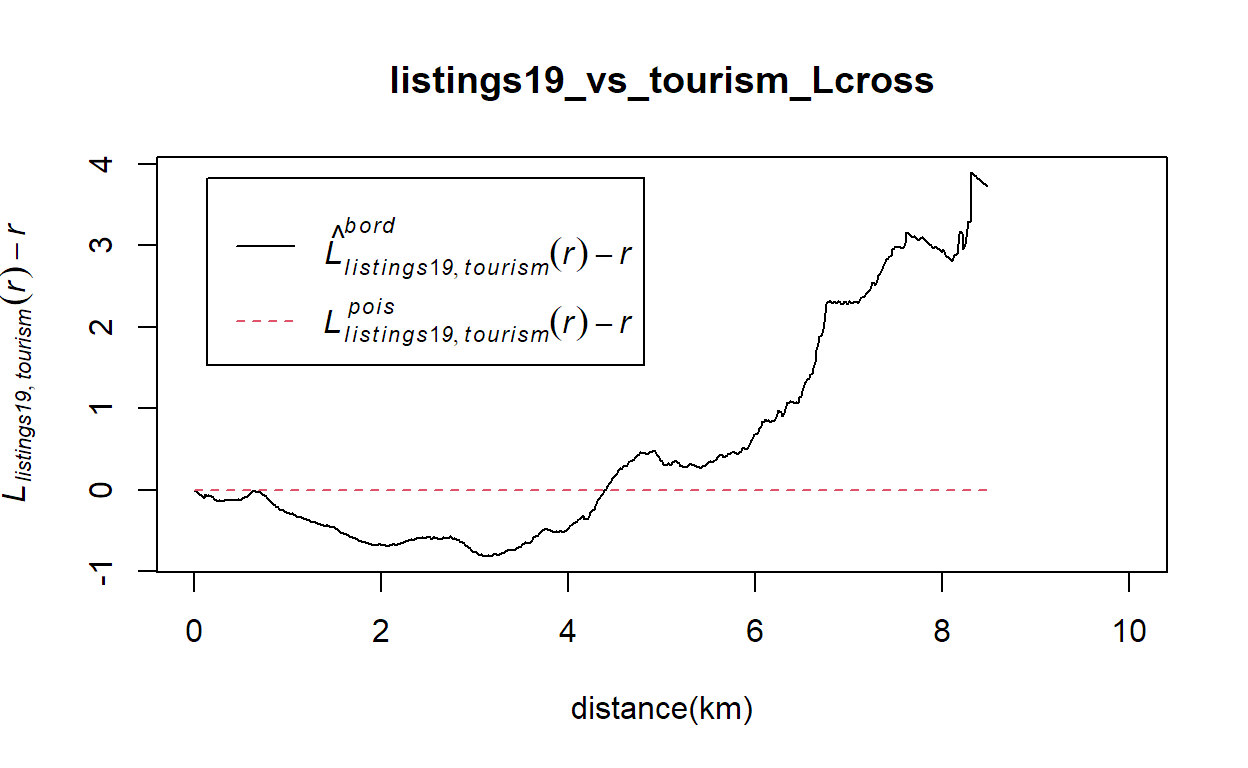 listings19_vs_tourism_Lcross
L̂^bord_listings19, tourism(r) − r
L^pois_listings19, tourism(r) − r
L_listings19, tourism(r) − r
4
3
2
1
0
-1
0 2 4 6 8 10
distance(km)